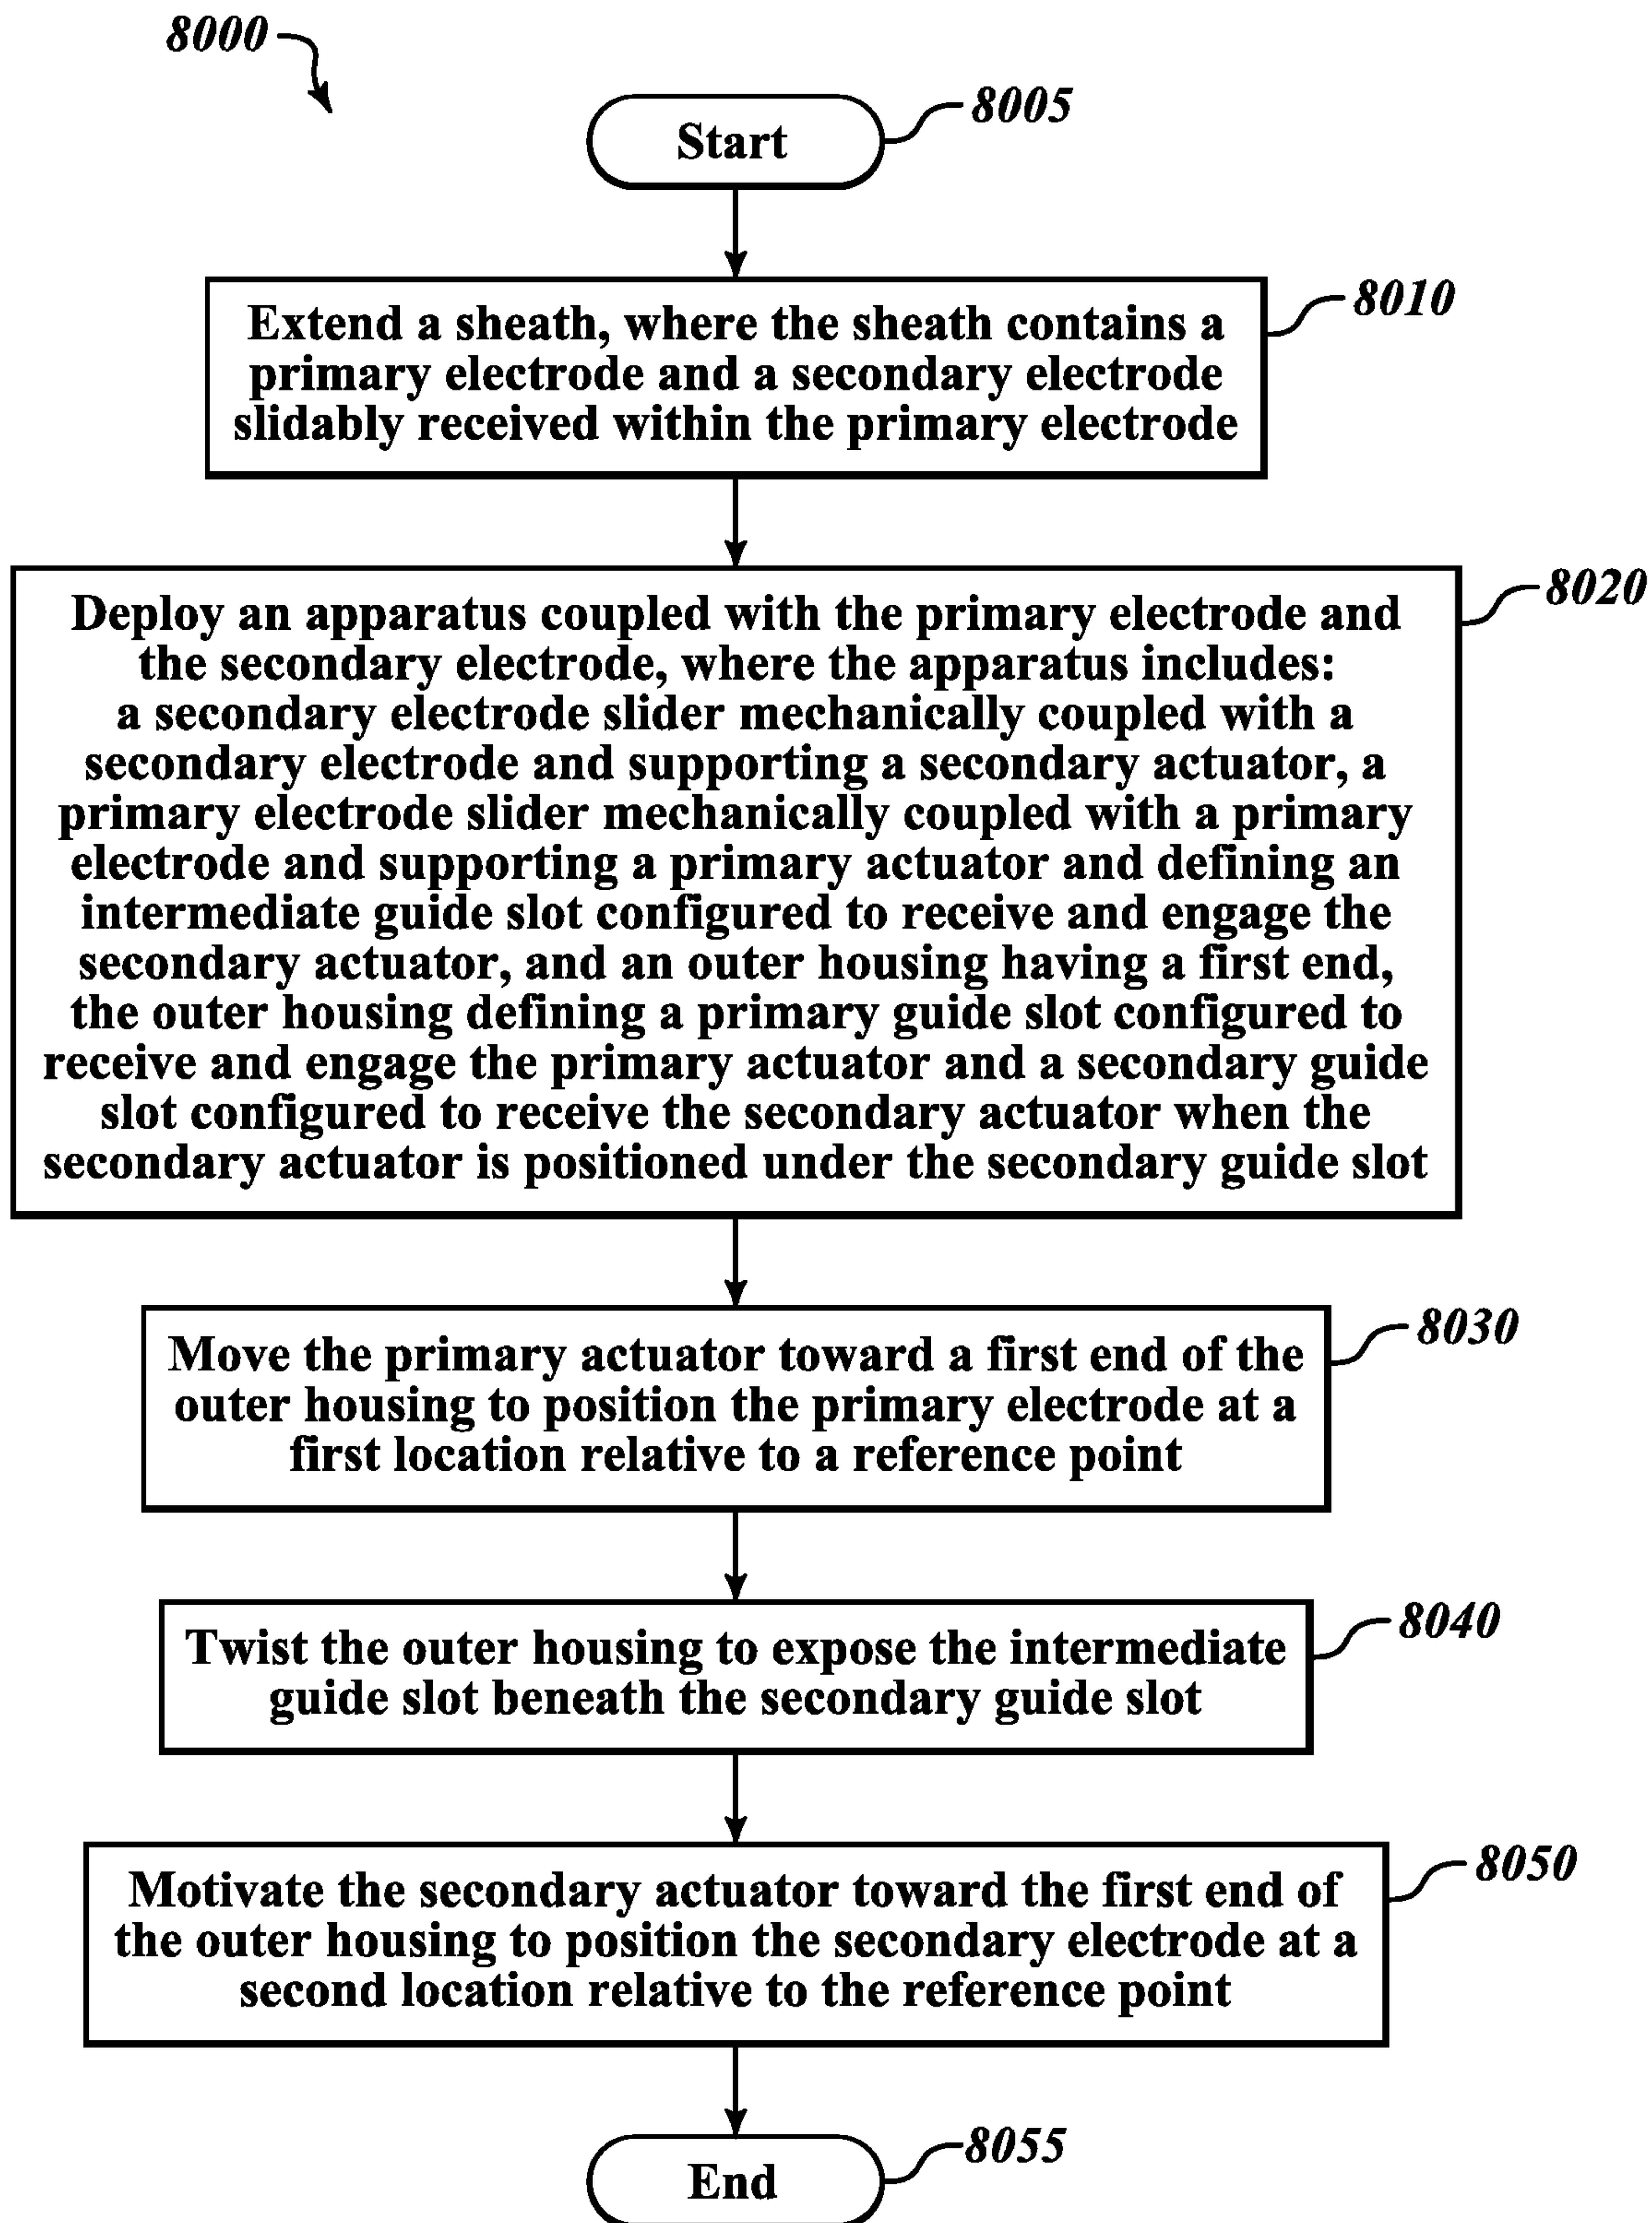 8000
Start
8005
Extend a sheath, where the sheath contains a
primary electrode and a secondary electrode
slidably received within the primary electrode
8010
Deploy an apparatus coupled with the primary electrode and
the secondary electrode, where the apparatus includes:
a secondary electrode slider mechanically coupled with a
secondary electrode and supporting a secondary actuator, a
primary electrode slider mechanically coupled with a primary
electrode and supporting a primary actuator and defining an
intermediate guide slot configured to receive and engage the
secondary actuator, and an outer housing having a first end,
the outer housing defining a primary guide slot configured to
receive and engage the primary actuator and a secondary guide
slot configured to receive the secondary actuator when the
secondary actuator is positioned under the secondary guide slot
8020
Move the primary actuator toward a first end of the
outer housing to position the primary electrode at a
first location relative to a reference point
8030
Twist the outer housing to expose the intermediate
guide slot beneath the secondary guide slot
8040
Motivate the secondary actuator toward the first end of
the outer housing to position the secondary electrode at a
second location relative to the reference point
8050
End
8055